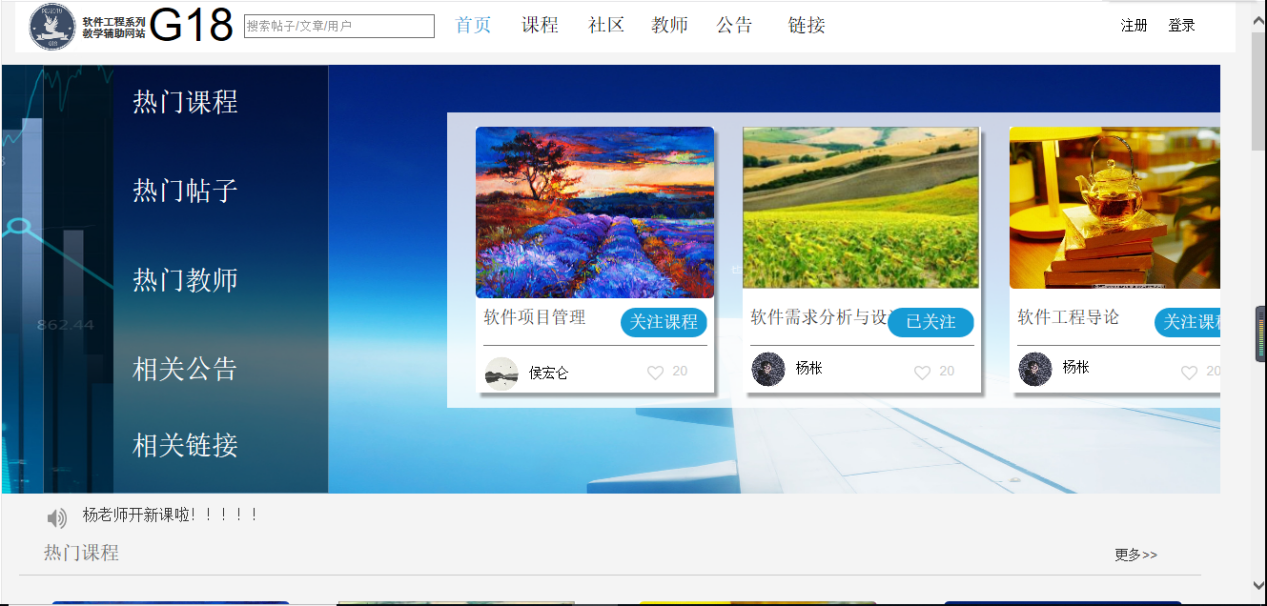 软件工程系列
教学辅助网站
G18
搜索帖子/文章/用户
首页 课程 社区 教师 公告 链接
注册 登录
热门课程
热门帖子
热门教师
862.44
相关公告
相关链接
软件项目管理 关注课程
侯宏仑 20
软件需求分析与设 已关注
杨枨 20
软件工程导论 关注课程
杨枨 20
杨老师开新课啦！！！！！
热门课程
更多>>